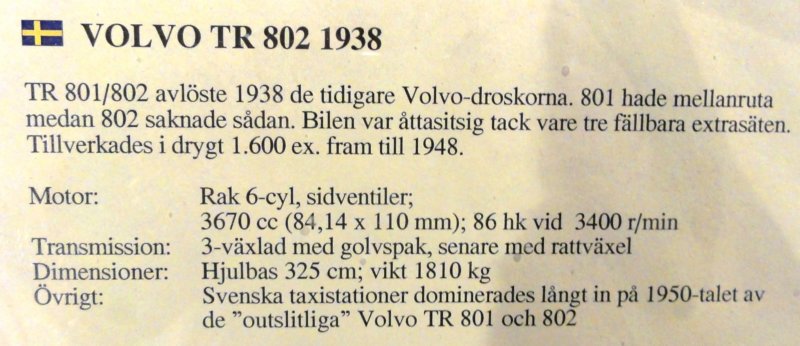 VOLVO TR 802 1938
TR 801/802 avlöste 1938 de tidigare Volvo-droskorna. 801 hade mellanruta
medan 802 saknade sådan. Bilen var åttasitsig tack vare tre fällbara extrasäten.
Tillverkades i drygt 1.600 ex. fram till 1948.
Motor: Rak 6-cyl, sidventiler;
3670 cc (84,14 x 110 mm); 86 hk vid 3400 r/min
Transmission: 3-växlad med golvspak, senare med rattväxel
Dimensioner: Hjulbas 325 cm; vikt 1810 kg
Övrigt: Svenska taxistationer dominerades långt in på 1950-talet av
de ”outslitliga” Volvo TR 801 och 802